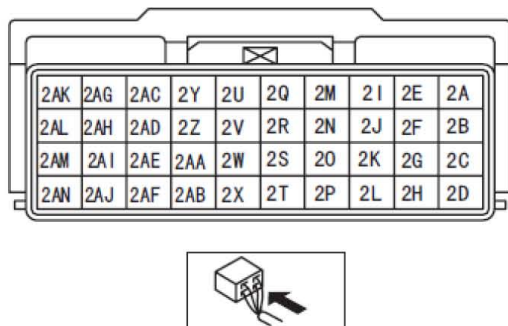 2AK 2AG 2AC 2Y 2U 2Q 2M 2I 2E 2A
2AL 2AH 2AD 2Z 2V 2R 2N 2J 2F 2B
2AM 2AI 2AE 2AA 2W 2S 2O 2K 2G 2C
2AN 2AJ 2AF 2AB 2X 2T 2P 2L 2H 2D